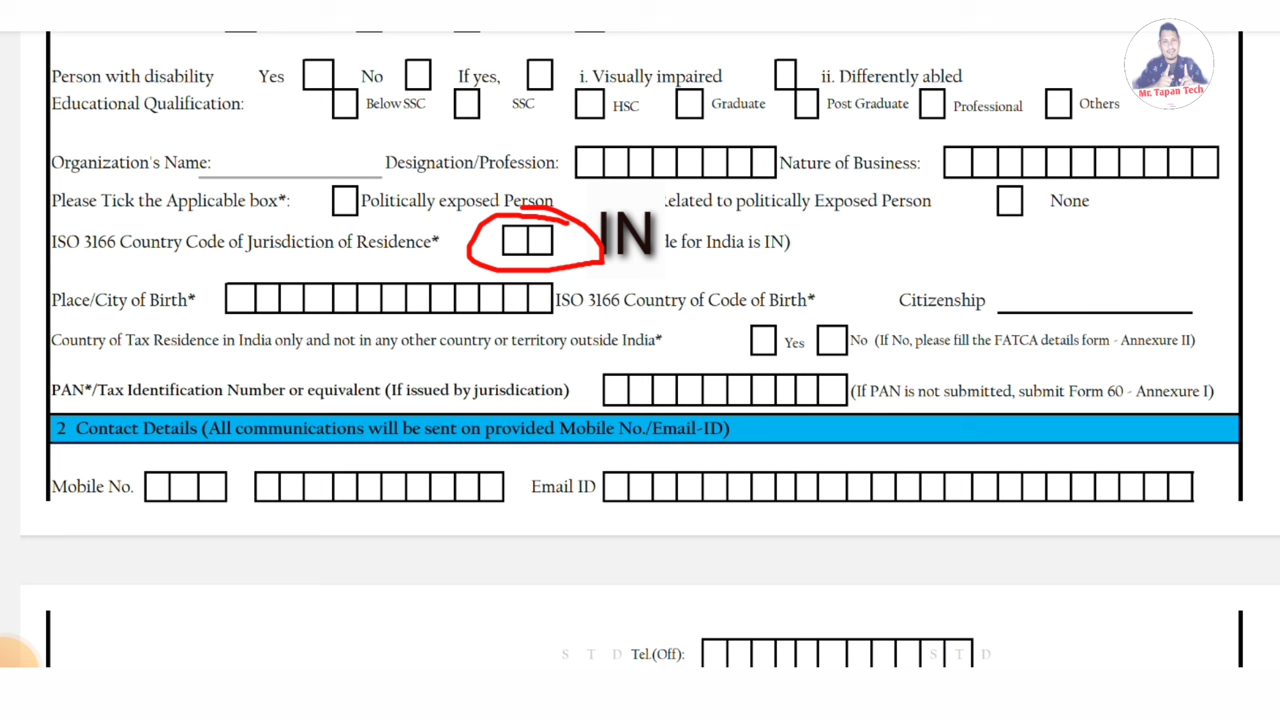 Person with disability Yes No If yes, i. Visually impaired ii. Differently abled
Mr. Tapan Tech
Educational Qualification: Below SSC SSC HSC Graduate Post Graduate Professional Others
Organization's Name: Designation/Profession: Nature of Business:
Please Tick the Applicable box*: Politically exposed Person elated to politically Exposed Person None
ISO 3166 Country Code of Jurisdiction of Residence* IN de for India is IN)
Place/City of Birth* ISO 3166 Country of Code of Birth* Citizenship
Country of Tax Residence in India only and not in any other country or territory outside India* Yes No (If No, please fill the FATCA details form - Annexure II)
PAN*/Tax Identification Number or equivalent (If issued by jurisdication) (If PAN is not submitted, submit Form 60 - Annexure I)
2 Contact Details (All communications will be sent on provided Mobile No./Email-ID)
Mobile No. Email ID
S T D Tel.(Off): S T D